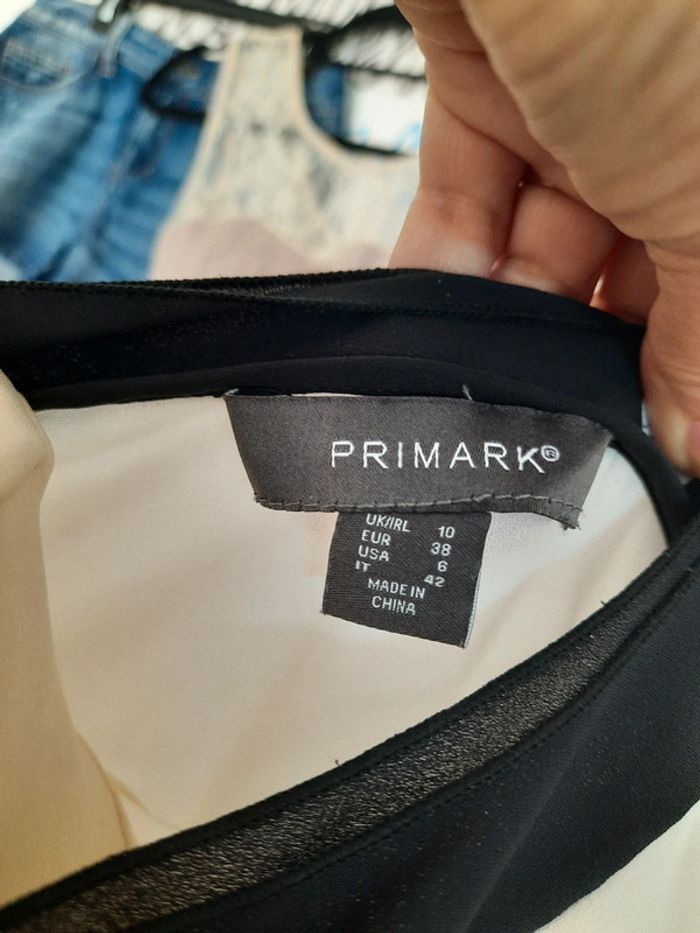 PRIMARK®
UK/IRL 10
EUR 38
USA 6
IT 42
MADE IN
CHINA